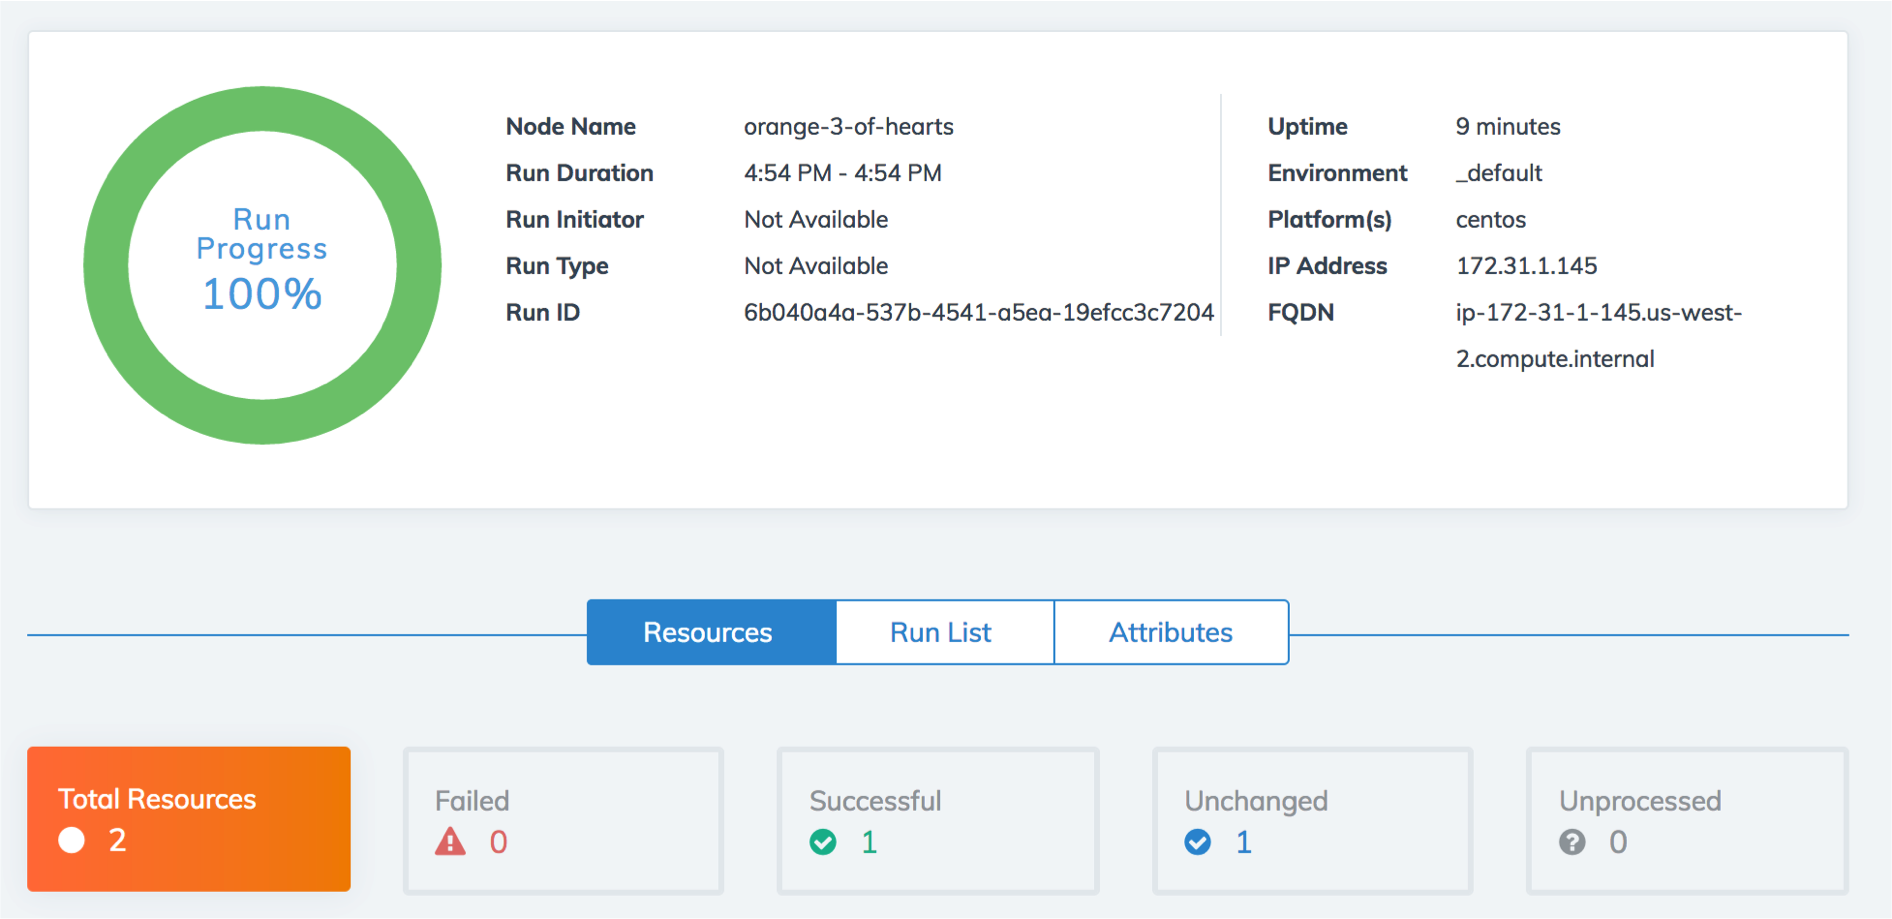 Run
Progress
100%
Node Name orange-3-of-hearts
Run Duration 4:54 PM - 4:54 PM
Run Initiator Not Available
Run Type Not Available
Run ID 6b040a4a-537b-4541-a5ea-19efcc3c7204
Uptime 9 minutes
Environment _default
Platform(s) centos
IP Address 172.31.1.145
FQDN ip-172-31-1-145.us-west-
2.compute.internal
Resources Run List Attributes
Total Resources
2
Failed
0
Successful
1
Unchanged
1
Unprocessed
0